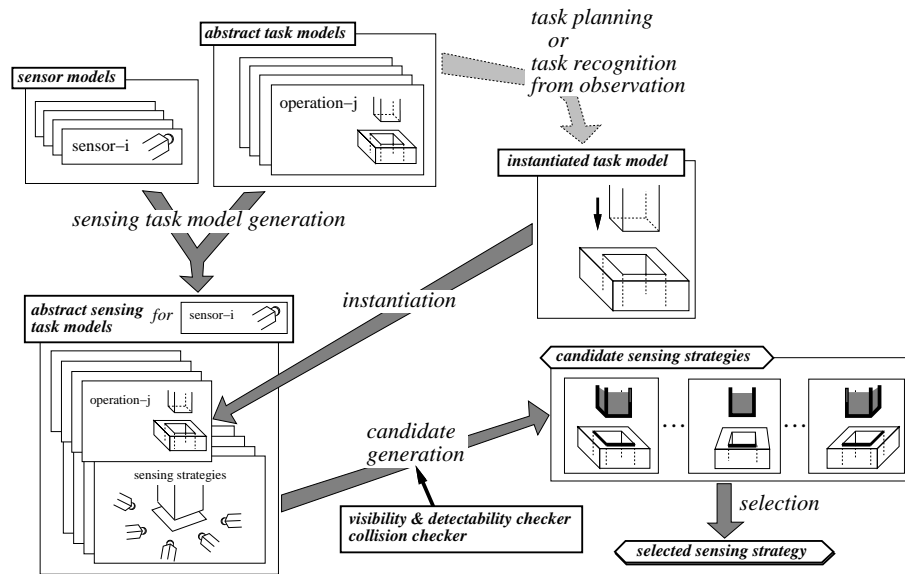 abstract task models
sensor models
operation−j
sensor−i
task planning
or
task recognition
from observation
instantiated task model
sensing task model generation
instantiation
abstract sensing
task models
for
sensor−i
operation−j
sensing strategies
candidate
generation
visibility & detectability checker
collision checker
candidate sensing strategies
...
...
selection
selected sensing strategy